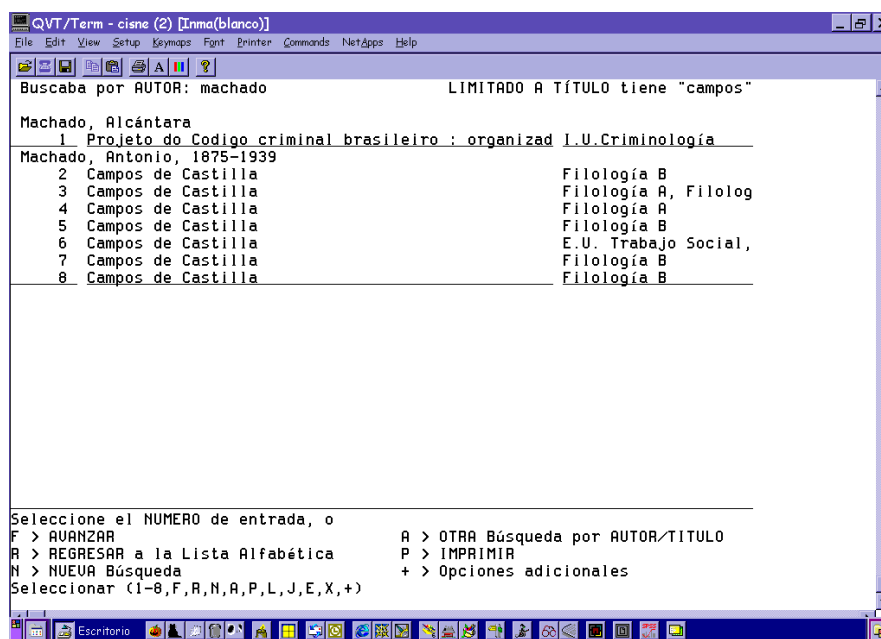 QVT/Term - cisne (2) [Inma(blanco)]
File Edit View Setup Keymaps Font Printer Commands NetApps Help
Buscaba por AUTOR: machado LIMITADO A TÍTULO tiene "campos"
Machado, Alcántara
1 Projeto do Codigo criminal brasileiro : organizad I.U.Criminología
Machado, Antonio, 1875-1939
2 Campos de Castilla Filología B
3 Campos de Castilla Filología A, Filolog
4 Campos de Castilla Filología A
5 Campos de Castilla Filología B
6 Campos de Castilla E.U. Trabajo Social,
7 Campos de Castilla Filología B
8 Campos de Castilla Filología B
Seleccione el NUMERO de entrada, o
F > AVANZAR A > OTRA Búsqueda por AUTOR/TITULO
R > REGRESAR a la Lista Alfabética P > IMPRIMIR
N > NUEVA Búsqueda + > Opciones adicionales
Seleccionar (1-8,F,R,N,A,P,L,J,E,X,+)
Escritorio